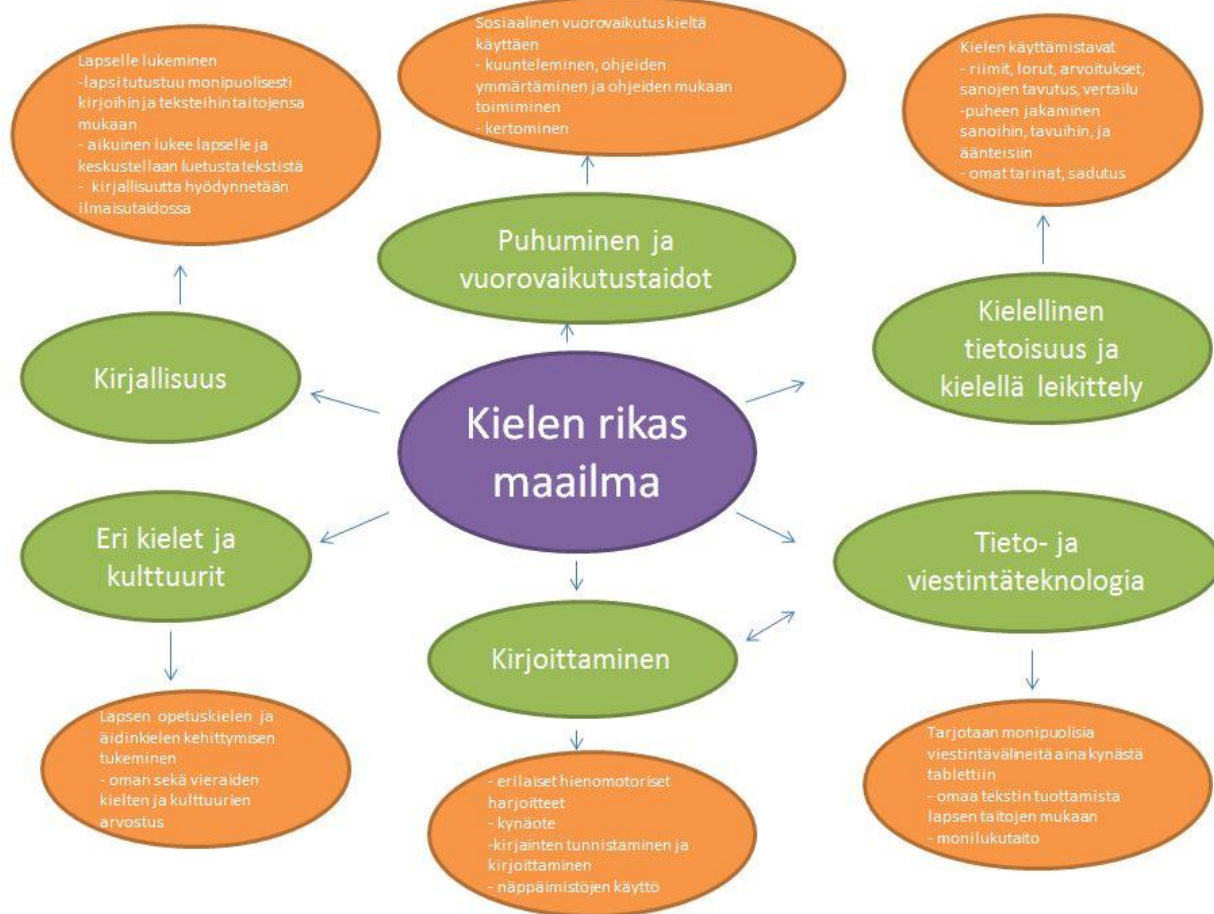 Lapselle lukeminen
-lapsi tutustuu monipuolisesti
kirjoihin ja teksteihin taitojensa
mukaan
- aikuinen lukee lapselle ja
keskustellaan luetusta tekstistä
- kirjallisuutta hyödynnetään
ilmaisutaidossa
Sosiaalinen vuorovaikutus kieltä
käyttäen
- kuunteleminen, ohjeiden
ymmärtäminen ja ohjeiden mukaan
toimiminen
- kertominen
Kielen käyttämistavat
- riimit, lorut, arvoitukset,
sanojen tavutus, vertailu
-puheen jakaminen
sanoihin, tavuihin, ja
äänteisiin
- omat tarinat, sadutus
Puhuminen ja
vuorovaikutustaidot
Kirjallisuus
Kielellinen
tietoisuus ja
kielellä leikittely
Kielen rikas
maailma
Eri kielet ja
kulttuurit
Tieto- ja
viestintäteknologia
Kirjoittaminen
Lapsen opetuskielen ja
äidinkielen kehittymisen
tukeminen
- oman sekä vieraiden
kielten ja kulttuurien
arvostus
- erilaiset hienomotoriset
harjoitteet
- kynäote
-kirjainten tunnistaminen ja
kirjoittaminen
- näppäimistöjen käyttö
Tarjotaan monipuolisia
viestintävälineitä aina kynästä
tablettiin
- omaa tekstin tuottamista
lapsen taitojen mukaan
- monilukutaito